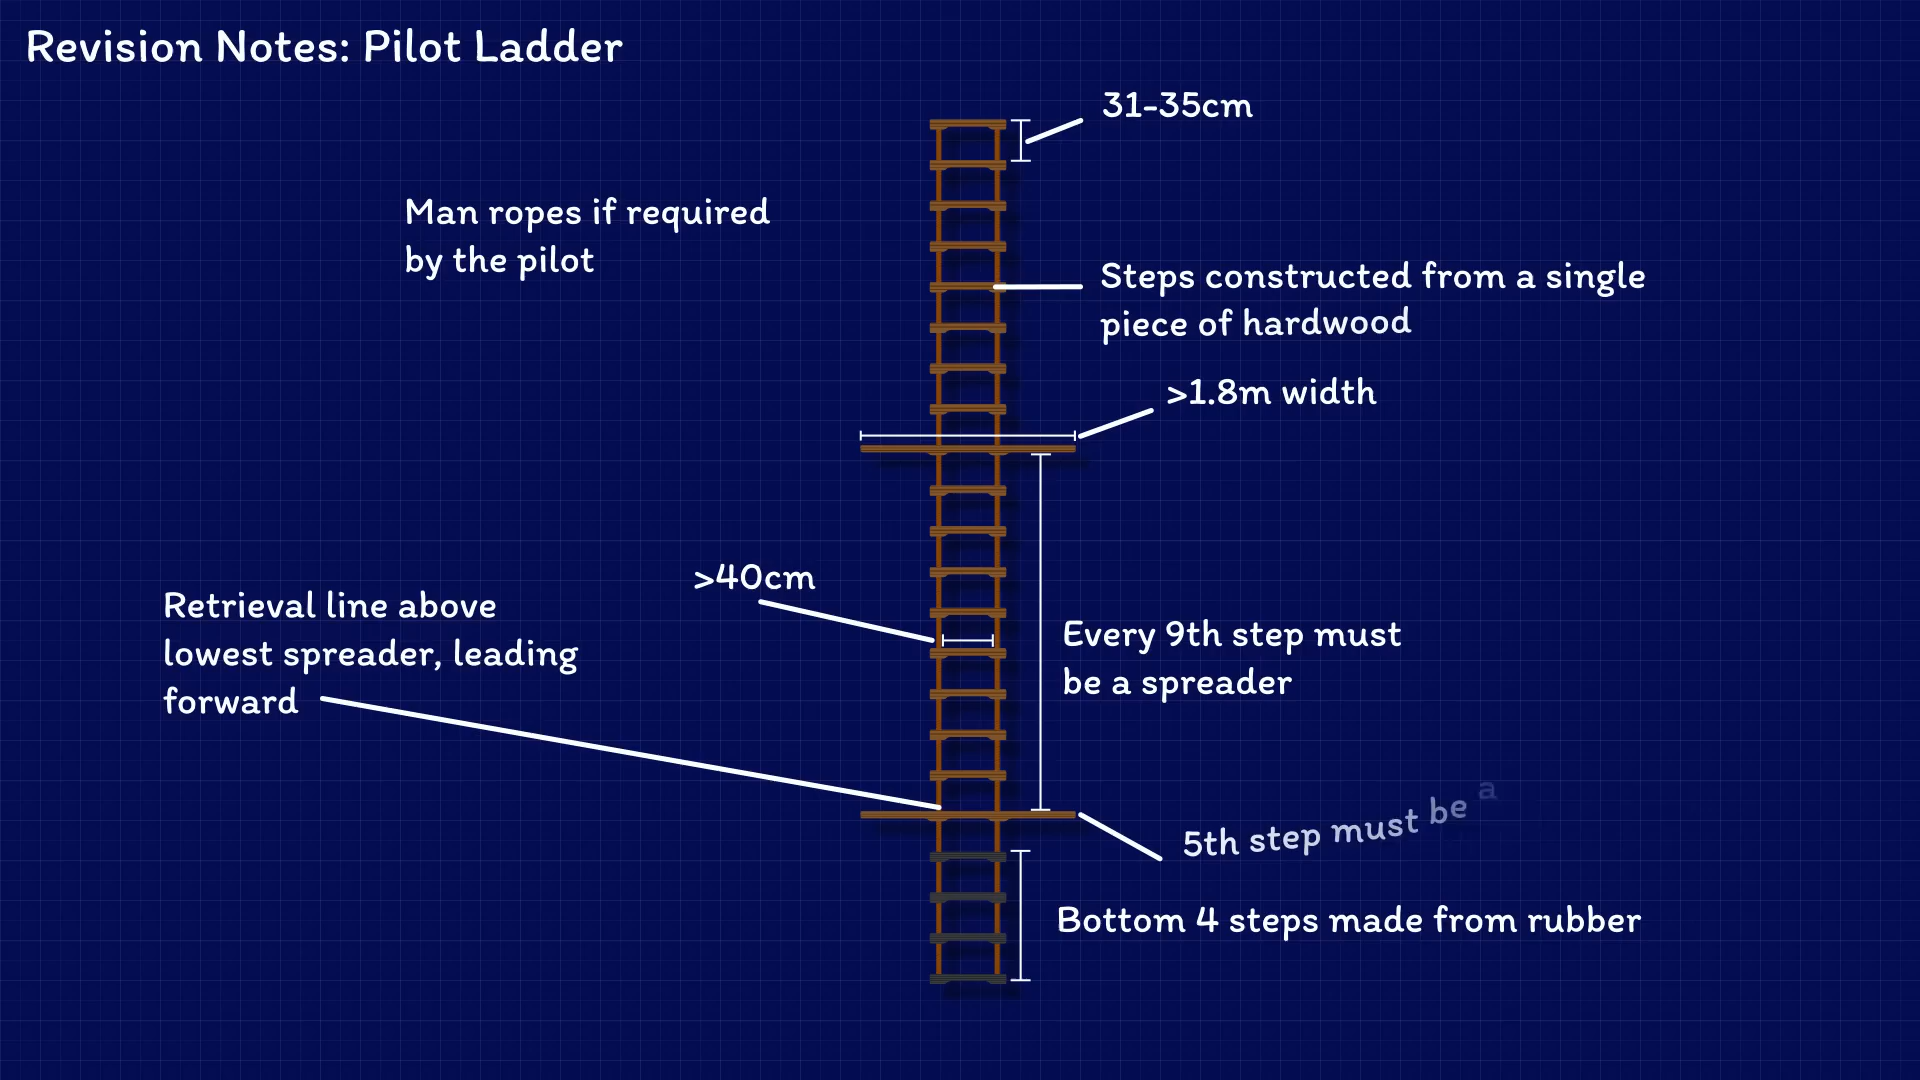 Revision Notes: Pilot Ladder
31-35cm
Man ropes if required
by the pilot
Steps constructed from a single
piece of hardwood
>1.8m width
>40cm
Retrieval line above
lowest spreader, leading
forward
Every 9th step must
be a spreader
5th step must be a
Bottom 4 steps made from rubber